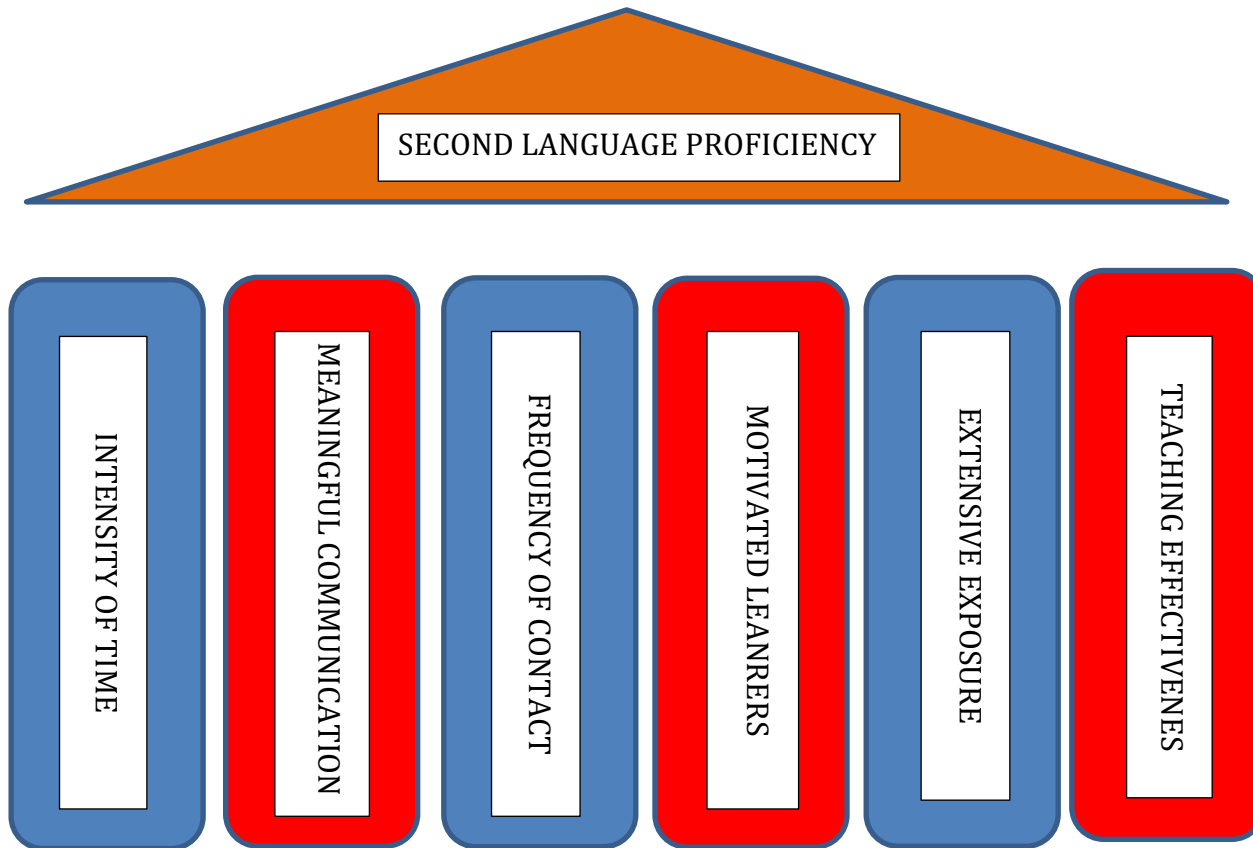 SECOND LANGUAGE PROFICIENCY
INTENSITY OF TIME
MEANINGFUL COMMUNICATION
FREQUENCY OF CONTACT
MOTIVATED LEANRERS
EXTENSIVE EXPOSURE
TEACHING EFFECTIVENES